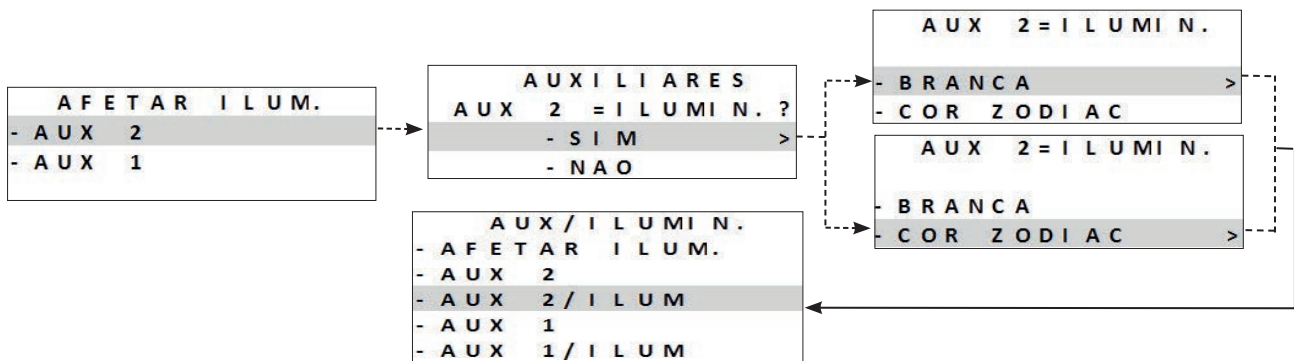 AFETAR ILUM.
- AUX 2
- AUX 1
AUXILIARES
AUX 2 =ILUMIN.?
- SIM >
- NAO
AUX 2=ILUMIN.
- BRANCA >
- COR ZODIAC
AUX 2=ILUMIN.
- BRANCA
- COR ZODIAC >
AUX/ILUMIN.
- AFETAR ILUM.
- AUX 2
- AUX 2/ILUM
- AUX 1
- AUX 1/ILUM